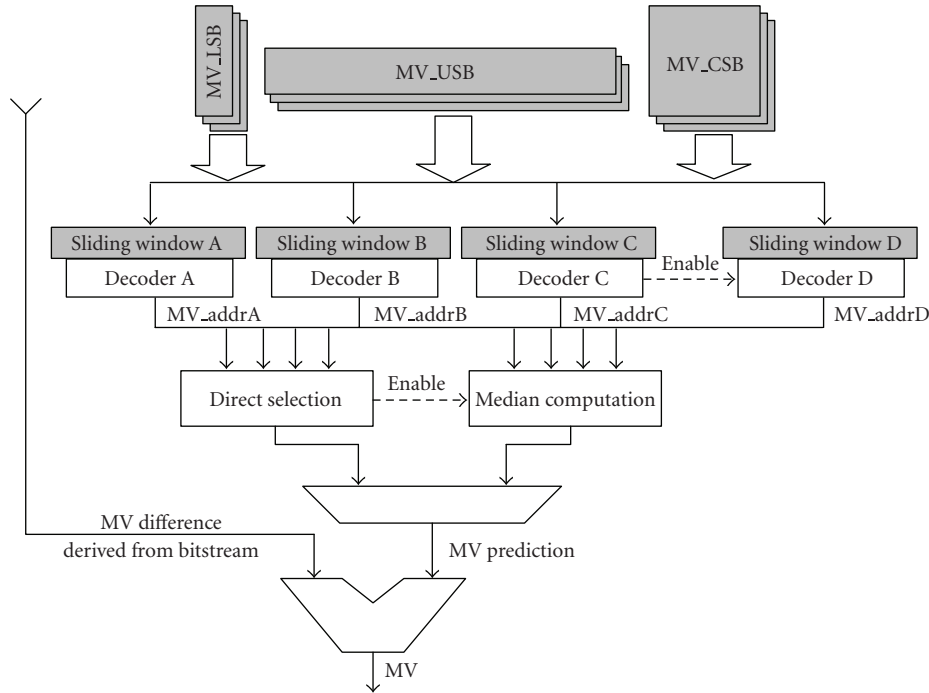 MV_LSB
MV_USB
MV_CSB
Sliding window A
Sliding window B
Sliding window C
Sliding window D
Decoder A
Decoder B
Decoder C
Enable
Decoder D
MV_addrA
MV_addrB
MV_addrC
MV_addrD
Direct selection
Enable
Median computation
MV difference
derived from bitstream
MV prediction
MV